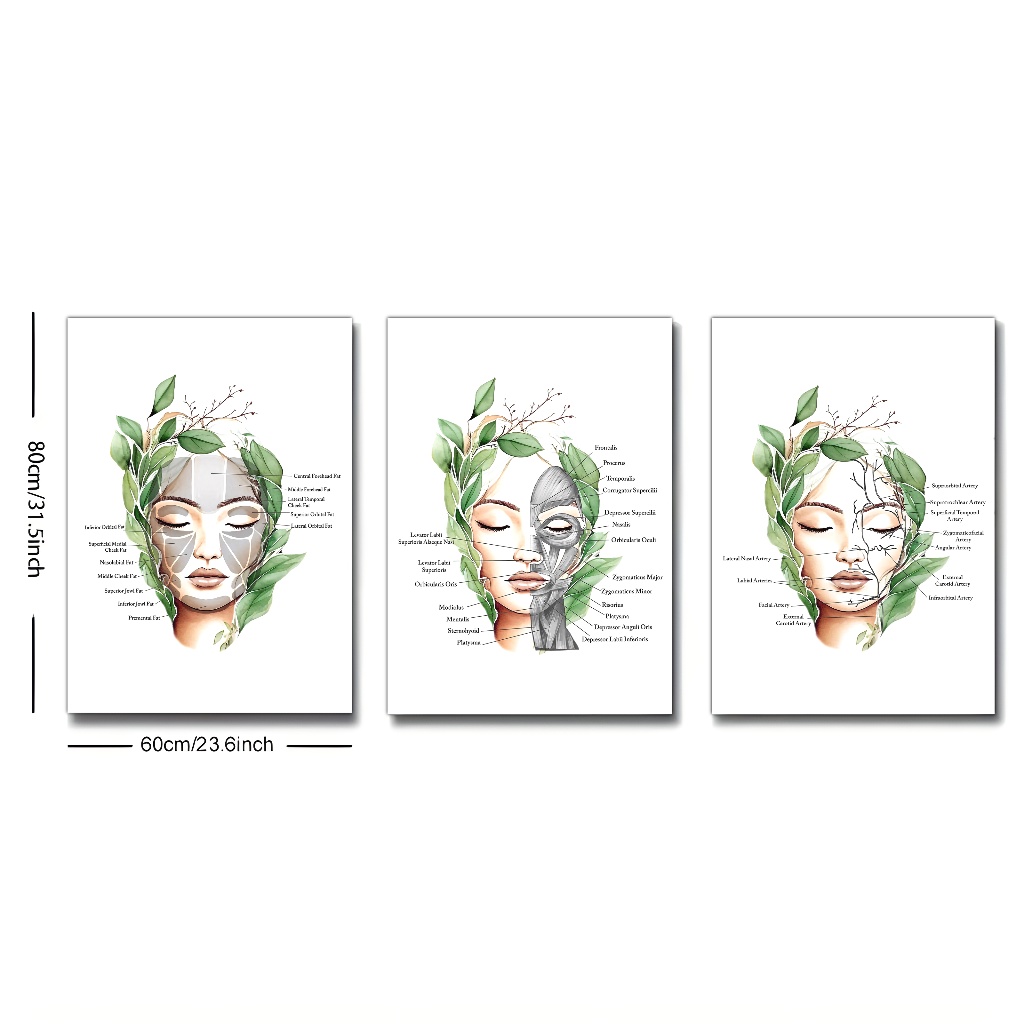 80cm/31.5inch
60cm/23.6inch
Central Forehead Fat
Middle Forehead Fat
Lateral Temporal
Cheek Fat
Superior Orbital Fat
Lateral Orbital Fat
Inferior Orbital Fat
Superficial Medial
Cheek Fat
Nasolabial Fat
Middle Cheek Fat
Superior Jowl Fat
Inferior Jowl Fat
Premental Fat
Frontalis
Procerus
Temporalis
Corrugator Supercilii
Depressor Supercilii
Nasalis
Orbicularis Oculi
Levator Labii
Superioris Alaeque Nasi
Levator Labii
Superioris
Orbicularis Oris
Modiolus
Mentalis
Sternohyoid
Platysma
Zygomaticus Major
Zygomaticus Minor
Risorius
Platysma
Depressor Anguli Oris
Depressor Labii Inferioris
Supraorbital Artery
Supratrochlear Artery
Superficial Temporal
Artery
Zygomaticofacial
Artery
Angular Artery
Lateral Nasal Artery
Labial Arteries
Facial Artery
External
Carotid Artery
External
Carotid Artery
Infraorbital Artery